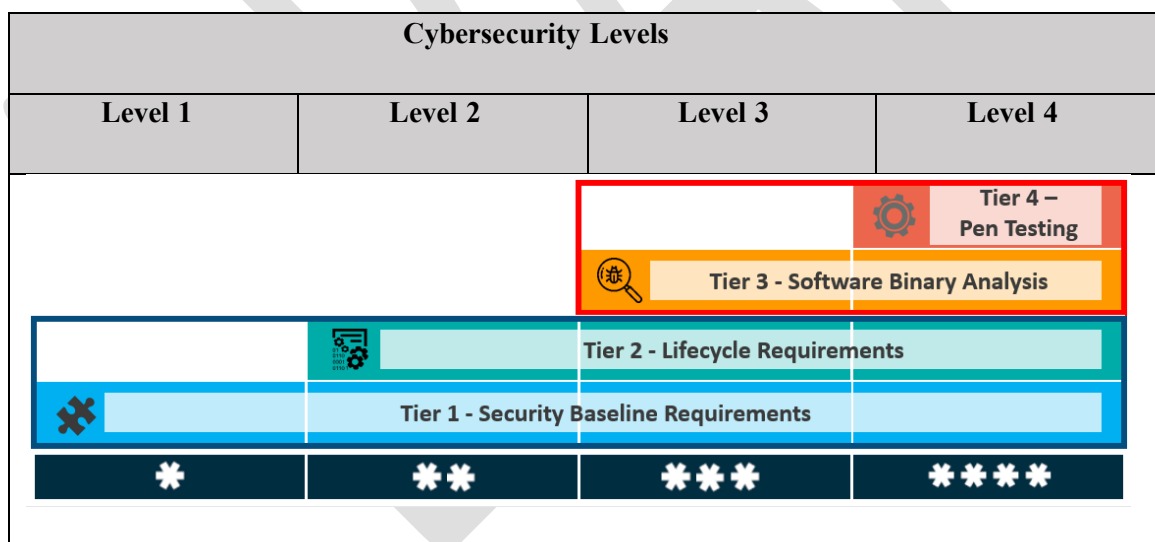 Cybersecurity Levels
Level 1 Level 2 Level 3 Level 4
Tier 4 –
Pen Testing
Tier 3 - Software Binary Analysis
Tier 2 - Lifecycle Requirements
Tier 1 - Security Baseline Requirements
* ** *** ****